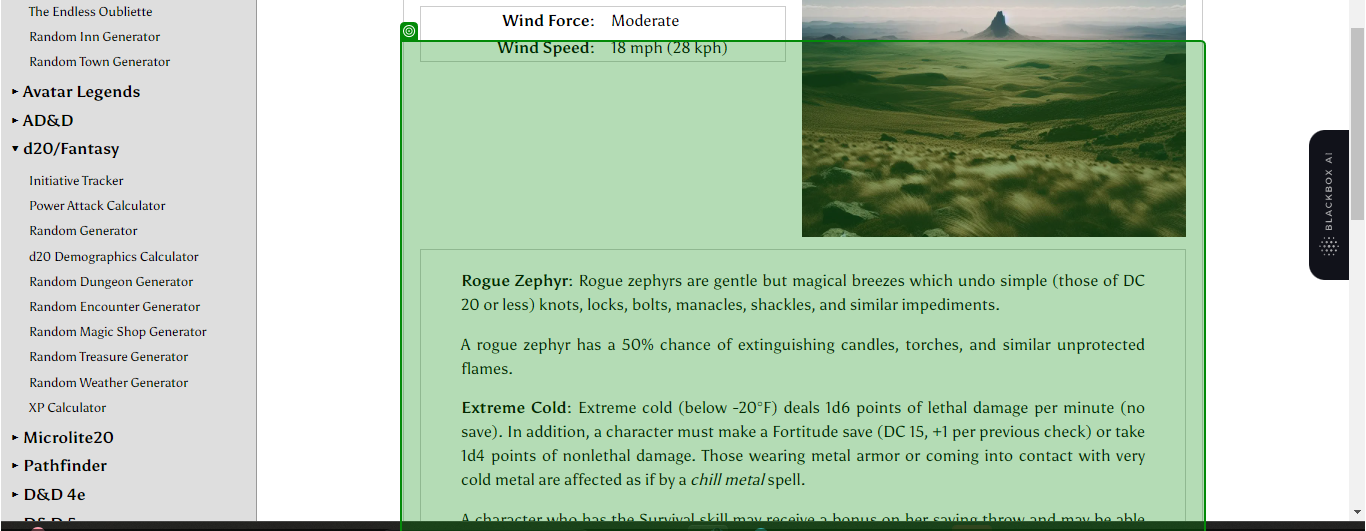 The Endless Oubliette
Random Inn Generator
Random Town Generator
▸ Avatar Legends
▸ AD&D
▾ d20/Fantasy
Initiative Tracker
Power Attack Calculator
Random Generator
d20 Demographics Calculator
Random Dungeon Generator
Random Encounter Generator
Random Magic Shop Generator
Random Treasure Generator
Random Weather Generator
XP Calculator
▸ Microlite20
▸ Pathfinder
▸ D&D 4e
Wind Force: Moderate
Wind Speed: 18 mph (28 kph)
Rogue Zephyr: Rogue zephyrs are gentle but magical breezes which undo simple (those of DC
20 or less) knots, locks, bolts, manacles, shackles, and similar impediments.
A rogue zephyr has a 50% chance of extinguishing candles, torches, and similar unprotected
flames.
Extreme Cold: Extreme cold (below -20°F) deals 1d6 points of lethal damage per minute (no
save). In addition, a character must make a Fortitude save (DC 15, +1 per previous check) or take
1d4 points of nonlethal damage. Those wearing metal armor or coming into contact with very
cold metal are affected as if by a chill metal spell.
A character who has the Survival skill may receive a bonus on her saving throw and may be able
BLACKBOX AI